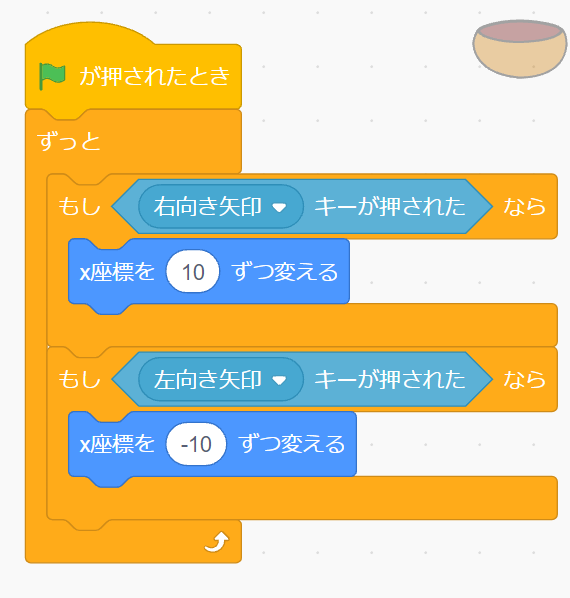 が押されたとき
ずっと
もし 右向き矢印 キーが押された なら
x座標を 10 ずつ変える
もし 左向き矢印 キーが押された なら
x座標を -10 ずつ変える